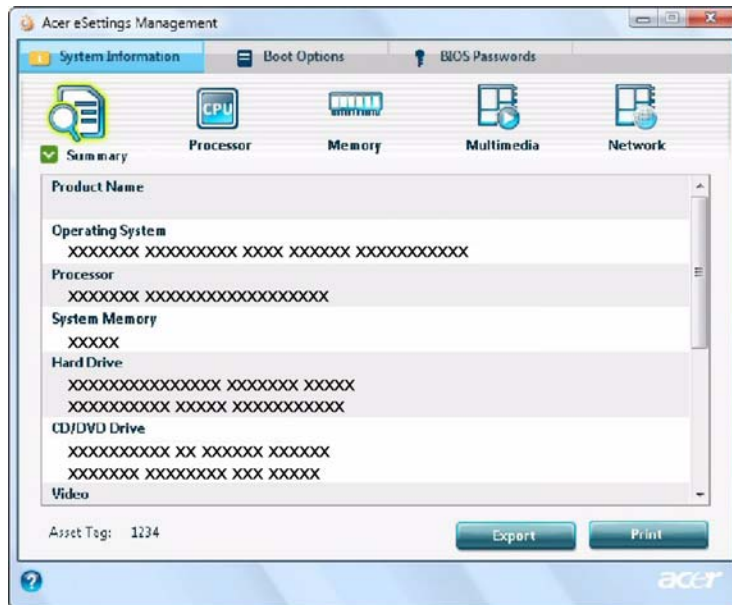 Acer eSettings Management
System Information Boot Options BIOS Passwords
CPU
Summary Processor Memory Multimedia Network
Product Name
Operating System
XXXXXXX XXXXXXXXX XXXX XXXXXX XXXXXXXXXXX
Processor
XXXXXXX XXXXXXXXXXXXXXXXXX
System Memory
XXXXX
Hard Drive
XXXXXXXXXXXXXXX XXXXXXX XXXXX
XXXXXXXXXX XXXXX XXXXXXXXXXX
CD/DVD Drive
XXXXXXXXXX XX XXXXXX XXXXXX
XXXXXXX XXXXXXXX XXX XXXXX
Video
Asset Tag: 1234 Export Print
? acer